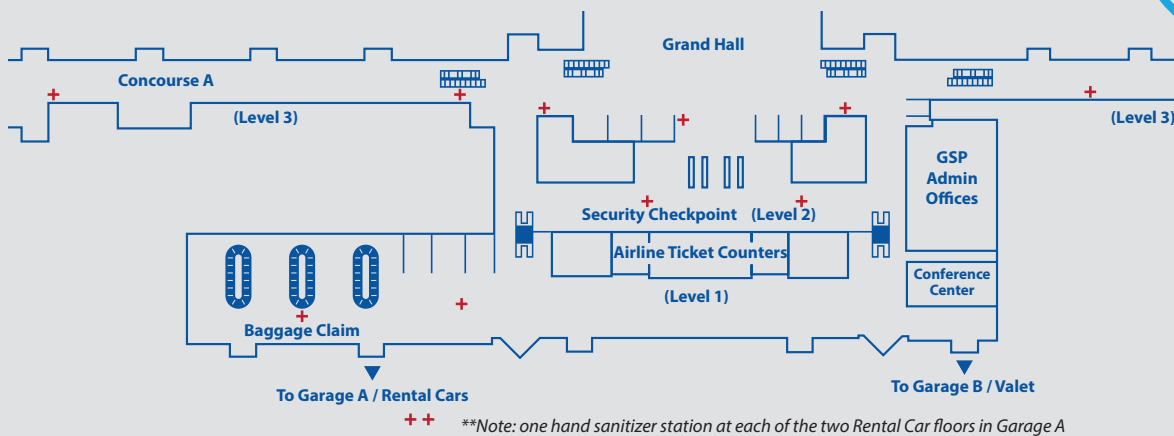 Grand Hall
Concourse A
(Level 3)
(Level 3)
GSP
Admin
Offices
Security Checkpoint (Level 2)
Airline Ticket Counters
Conference
Center
(Level 1)
Baggage Claim
To Garage A / Rental Cars
To Garage B / Valet
**Note: one hand sanitizer station at each of the two Rental Car floors in Garage A